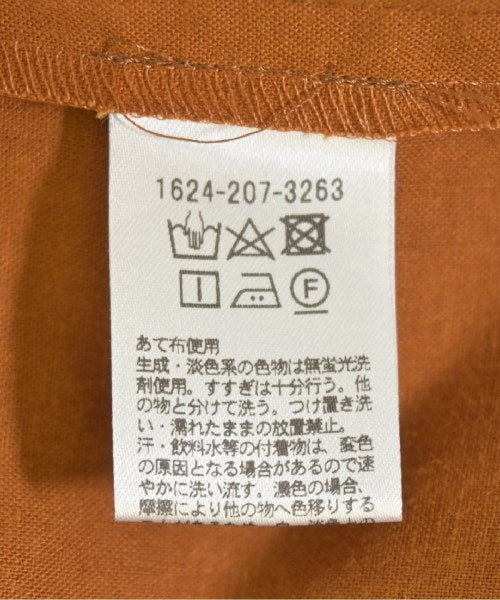 1624-207-3263
F
あて布使用
生成・淡色系の色物は無蛍光洗
剤使用。すすぎは十分行う。他
の物と分けて洗う。つけ置き洗
い・濡れたままの放置禁止。
汗・飲料水等の付着物は、変色
の原因となる場合があるので速
やかに洗い流す。濃色の場合、
摩擦により他の物へ色移りする